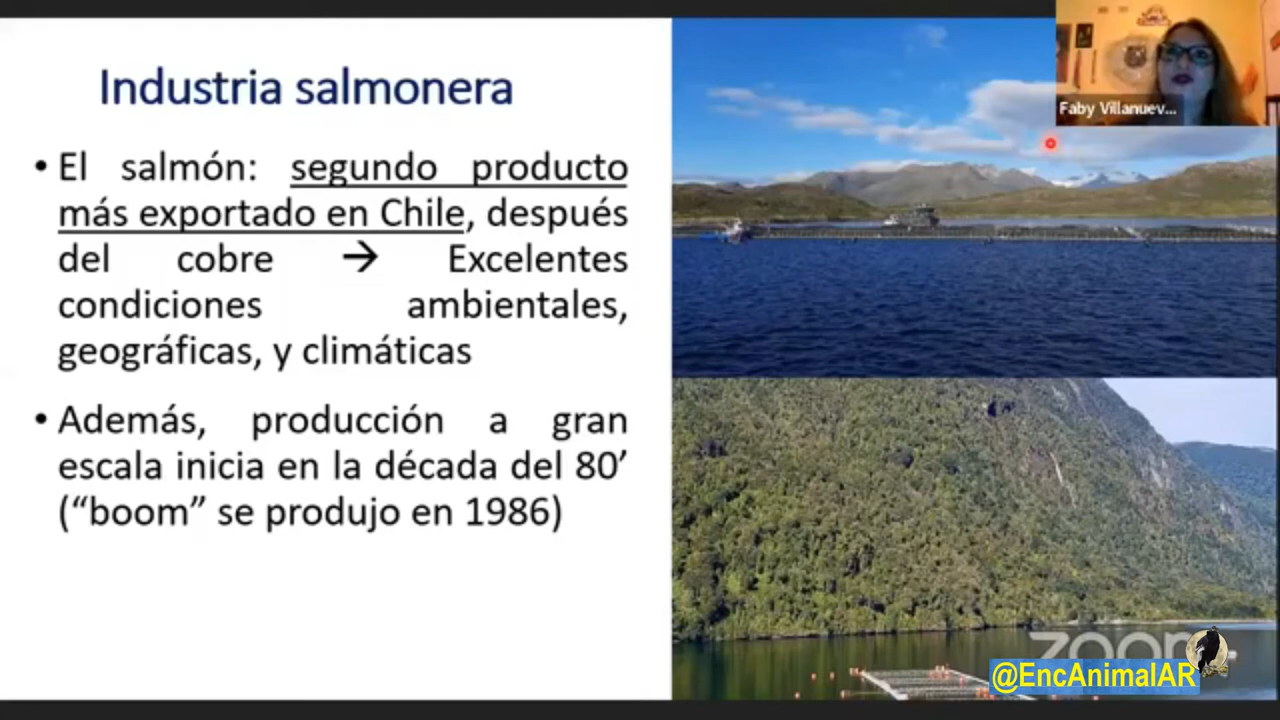 Industria salmonera
• El salmón: segundo producto
más exportado en Chile, después
del cobre → Excelentes
condiciones ambientales,
geográficas, y climáticas
• Además, producción a gran
escala inicia en la década del 80’
(“boom” se produjo en 1986)
Faby Villanuev...
zoom
@EncAnimalAR